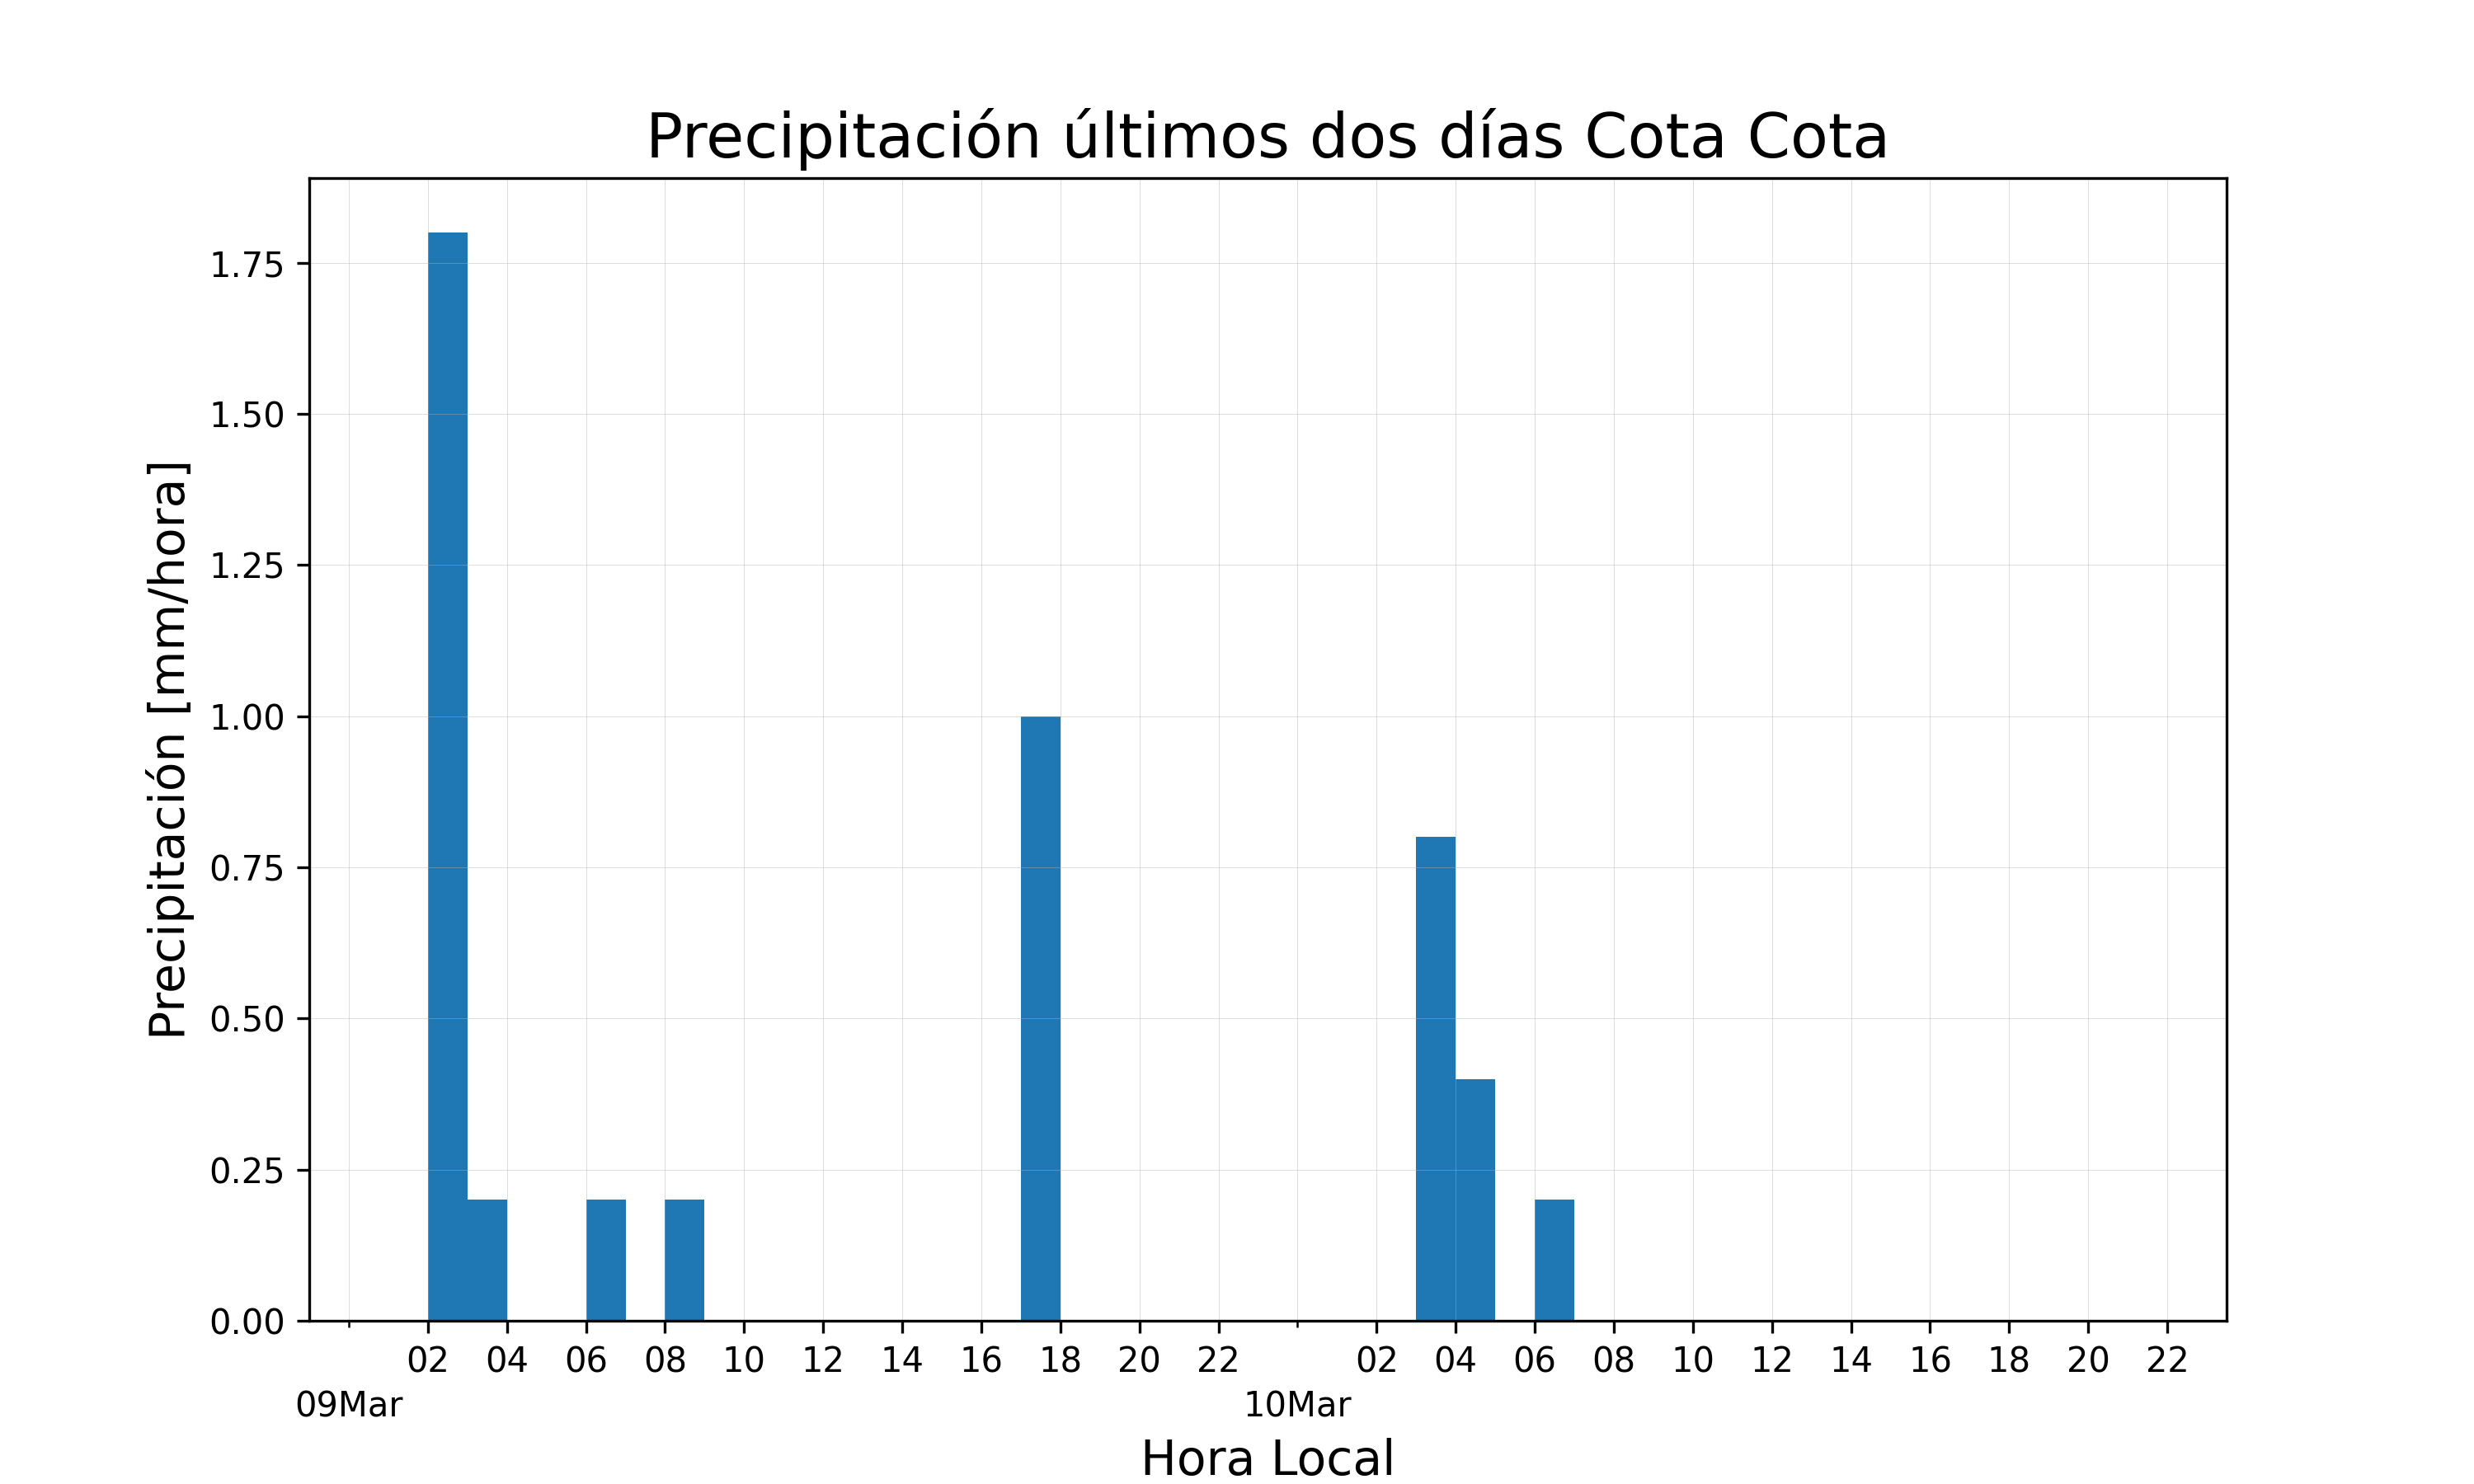 Precipitación últimos dos días Cota Cota
Precipitación [mm/hora]
1.75
1.50
1.25
1.00
0.75
0.50
0.25
0.00
02 04 06 08 10 12 14 16 18 20 22 02 04 06 08 10 12 14 16 18 20 22
09Mar 10Mar
Hora Local